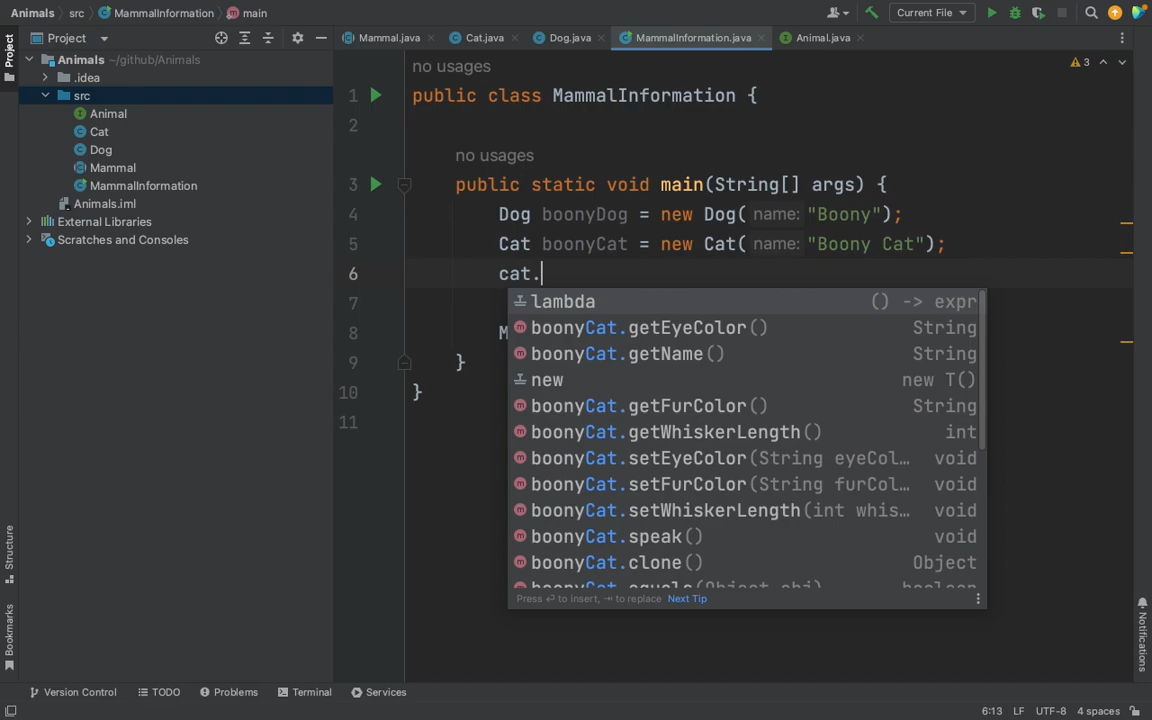 Animals src MammalInformation main
Current File
Project
Mammal.java Cat.java Dog.java MammalInformation.java Animal.java
Project
Animals ~/github/Animals
.idea
src
Animal
Cat
Dog
Mammal
MammalInformation
Animals.iml
External Libraries
Scratches and Consoles
Structure
Bookmarks
no usages
3
1 public class MammalInformation {
2
no usages
3 public static void main(String[] args) {
4 Dog boonyDog = new Dog( name: "Boony");
5 Cat boonyCat = new Cat( name: "Boony Cat");
6 cat.
7
8 M
9 }
10 }
11
lambda () -> expr
boonyCat.getEyeColor() String
boonyCat.getName() String
new new T()
boonyCat.getFurColor() String
boonyCat.getWhiskerLength() int
boonyCat.setEyeColor(String eyeCol… void
boonyCat.setFurColor(String furCol… void
boonyCat.setWhiskerLength(int whis… void
boonyCat.speak() void
boonyCat.clone() Object
boonyCat.equals(Object obj) boolean
Press ⏎ to insert, ⇥ to replace Next Tip
Notifications
Version Control TODO Problems Terminal Services
6:13 LF UTF-8 4 spaces